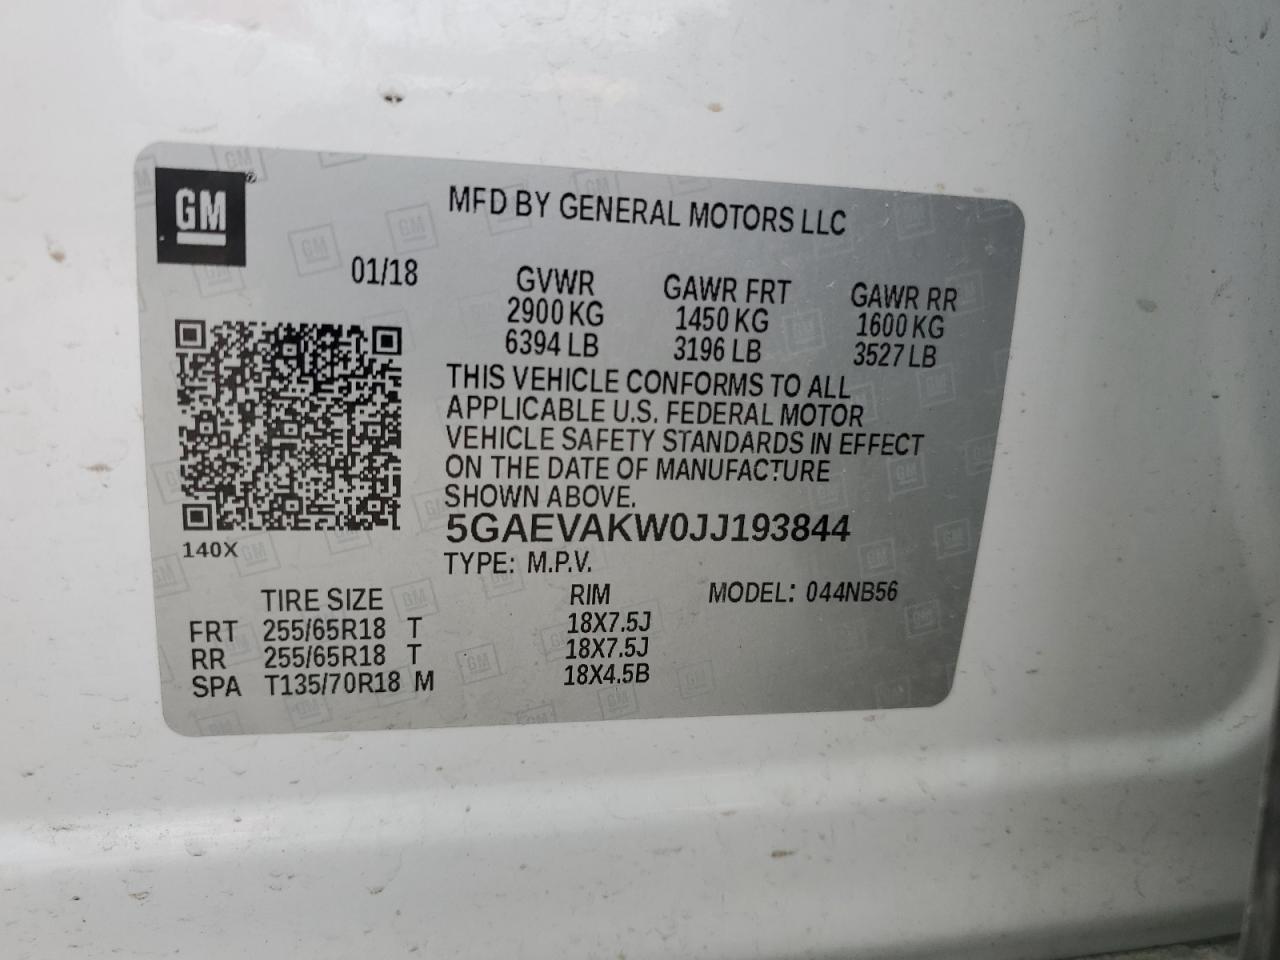 GM
MFD BY GENERAL MOTORS LLC
01/18
GVWR GAWR FRT GAWR RR
2900 KG 1450 KG 1600 KG
6394 LB 3196 LB 3527 LB
THIS VEHICLE CONFORMS TO ALL
APPLICABLE U.S. FEDERAL MOTOR
VEHICLE SAFETY STANDARDS IN EFFECT
ON THE DATE OF MANUFACTURE
SHOWN ABOVE.
5GAEVAKW0JJ193844
140X
TYPE: M.P.V.
TIRE SIZE RIM MODEL: 044NB56
FRT 255/65R18 T 18X7.5J
RR 255/65R18 T 18X7.5J
SPA T135/70R18 M 18X4.5B